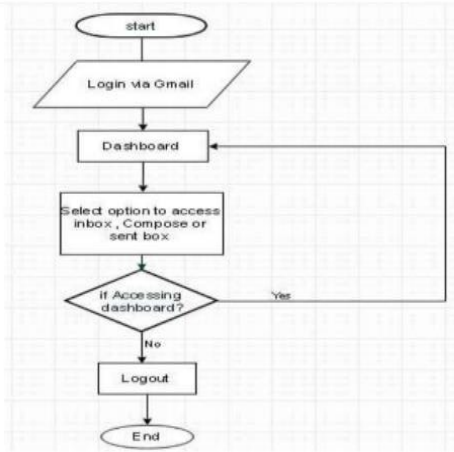 start
Login via Gmail
Dashboard
Select option to access
inbox , Compose or
sent box
if Accessing
dashboard?
Yes
No
Logout
End